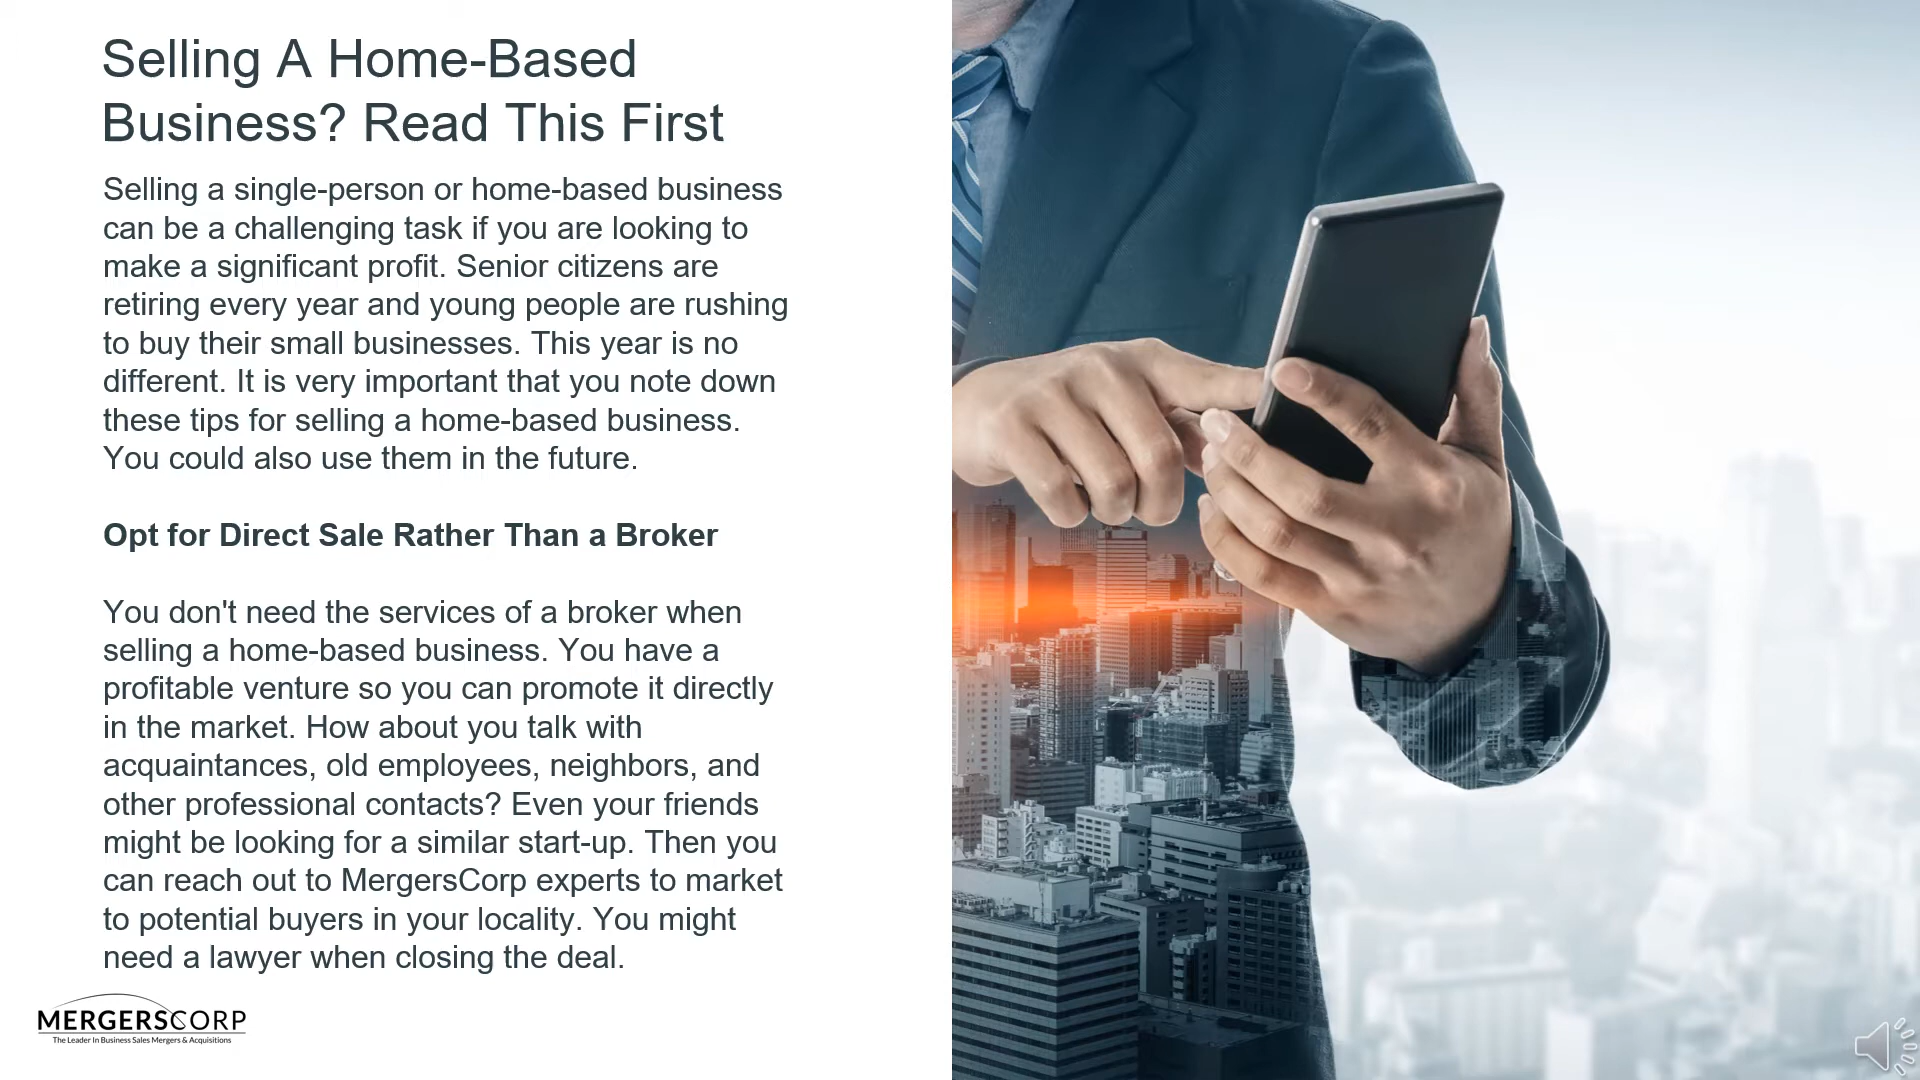 Selling A Home-Based
Business? Read This First
Selling a single-person or home-based business
can be a challenging task if you are looking to
make a significant profit. Senior citizens are
retiring every year and young people are rushing
to buy their small businesses. This year is no
different. It is very important that you note down
these tips for selling a home-based business.
You could also use them in the future.
Opt for Direct Sale Rather Than a Broker
You don't need the services of a broker when
selling a home-based business. You have a
profitable venture so you can promote it directly
in the market. How about you talk with
acquaintances, old employees, neighbors, and
other professional contacts? Even your friends
might be looking for a similar start-up. Then you
can reach out to MergersCorp experts to market
to potential buyers in your locality. You might
need a lawyer when closing the deal.
MERGERSCORP
The Leader In Business Sales Mergers & Acquisitions